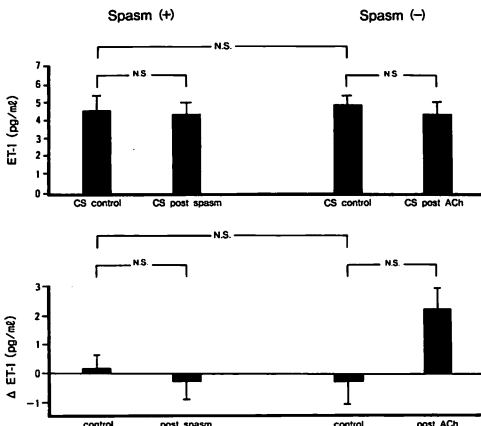 Spasm (+) Spasm (−)
N.S.
N.S N.S
ET-1 (pg/mℓ)
7
6
5
4
3
2
1
0
CS control CS post spasm CS control CS post ACh
N.S.
N.S. N.S.
Δ ET-1 (pg/mℓ)
3
2
1
0
−1
control post spasm control post ACh